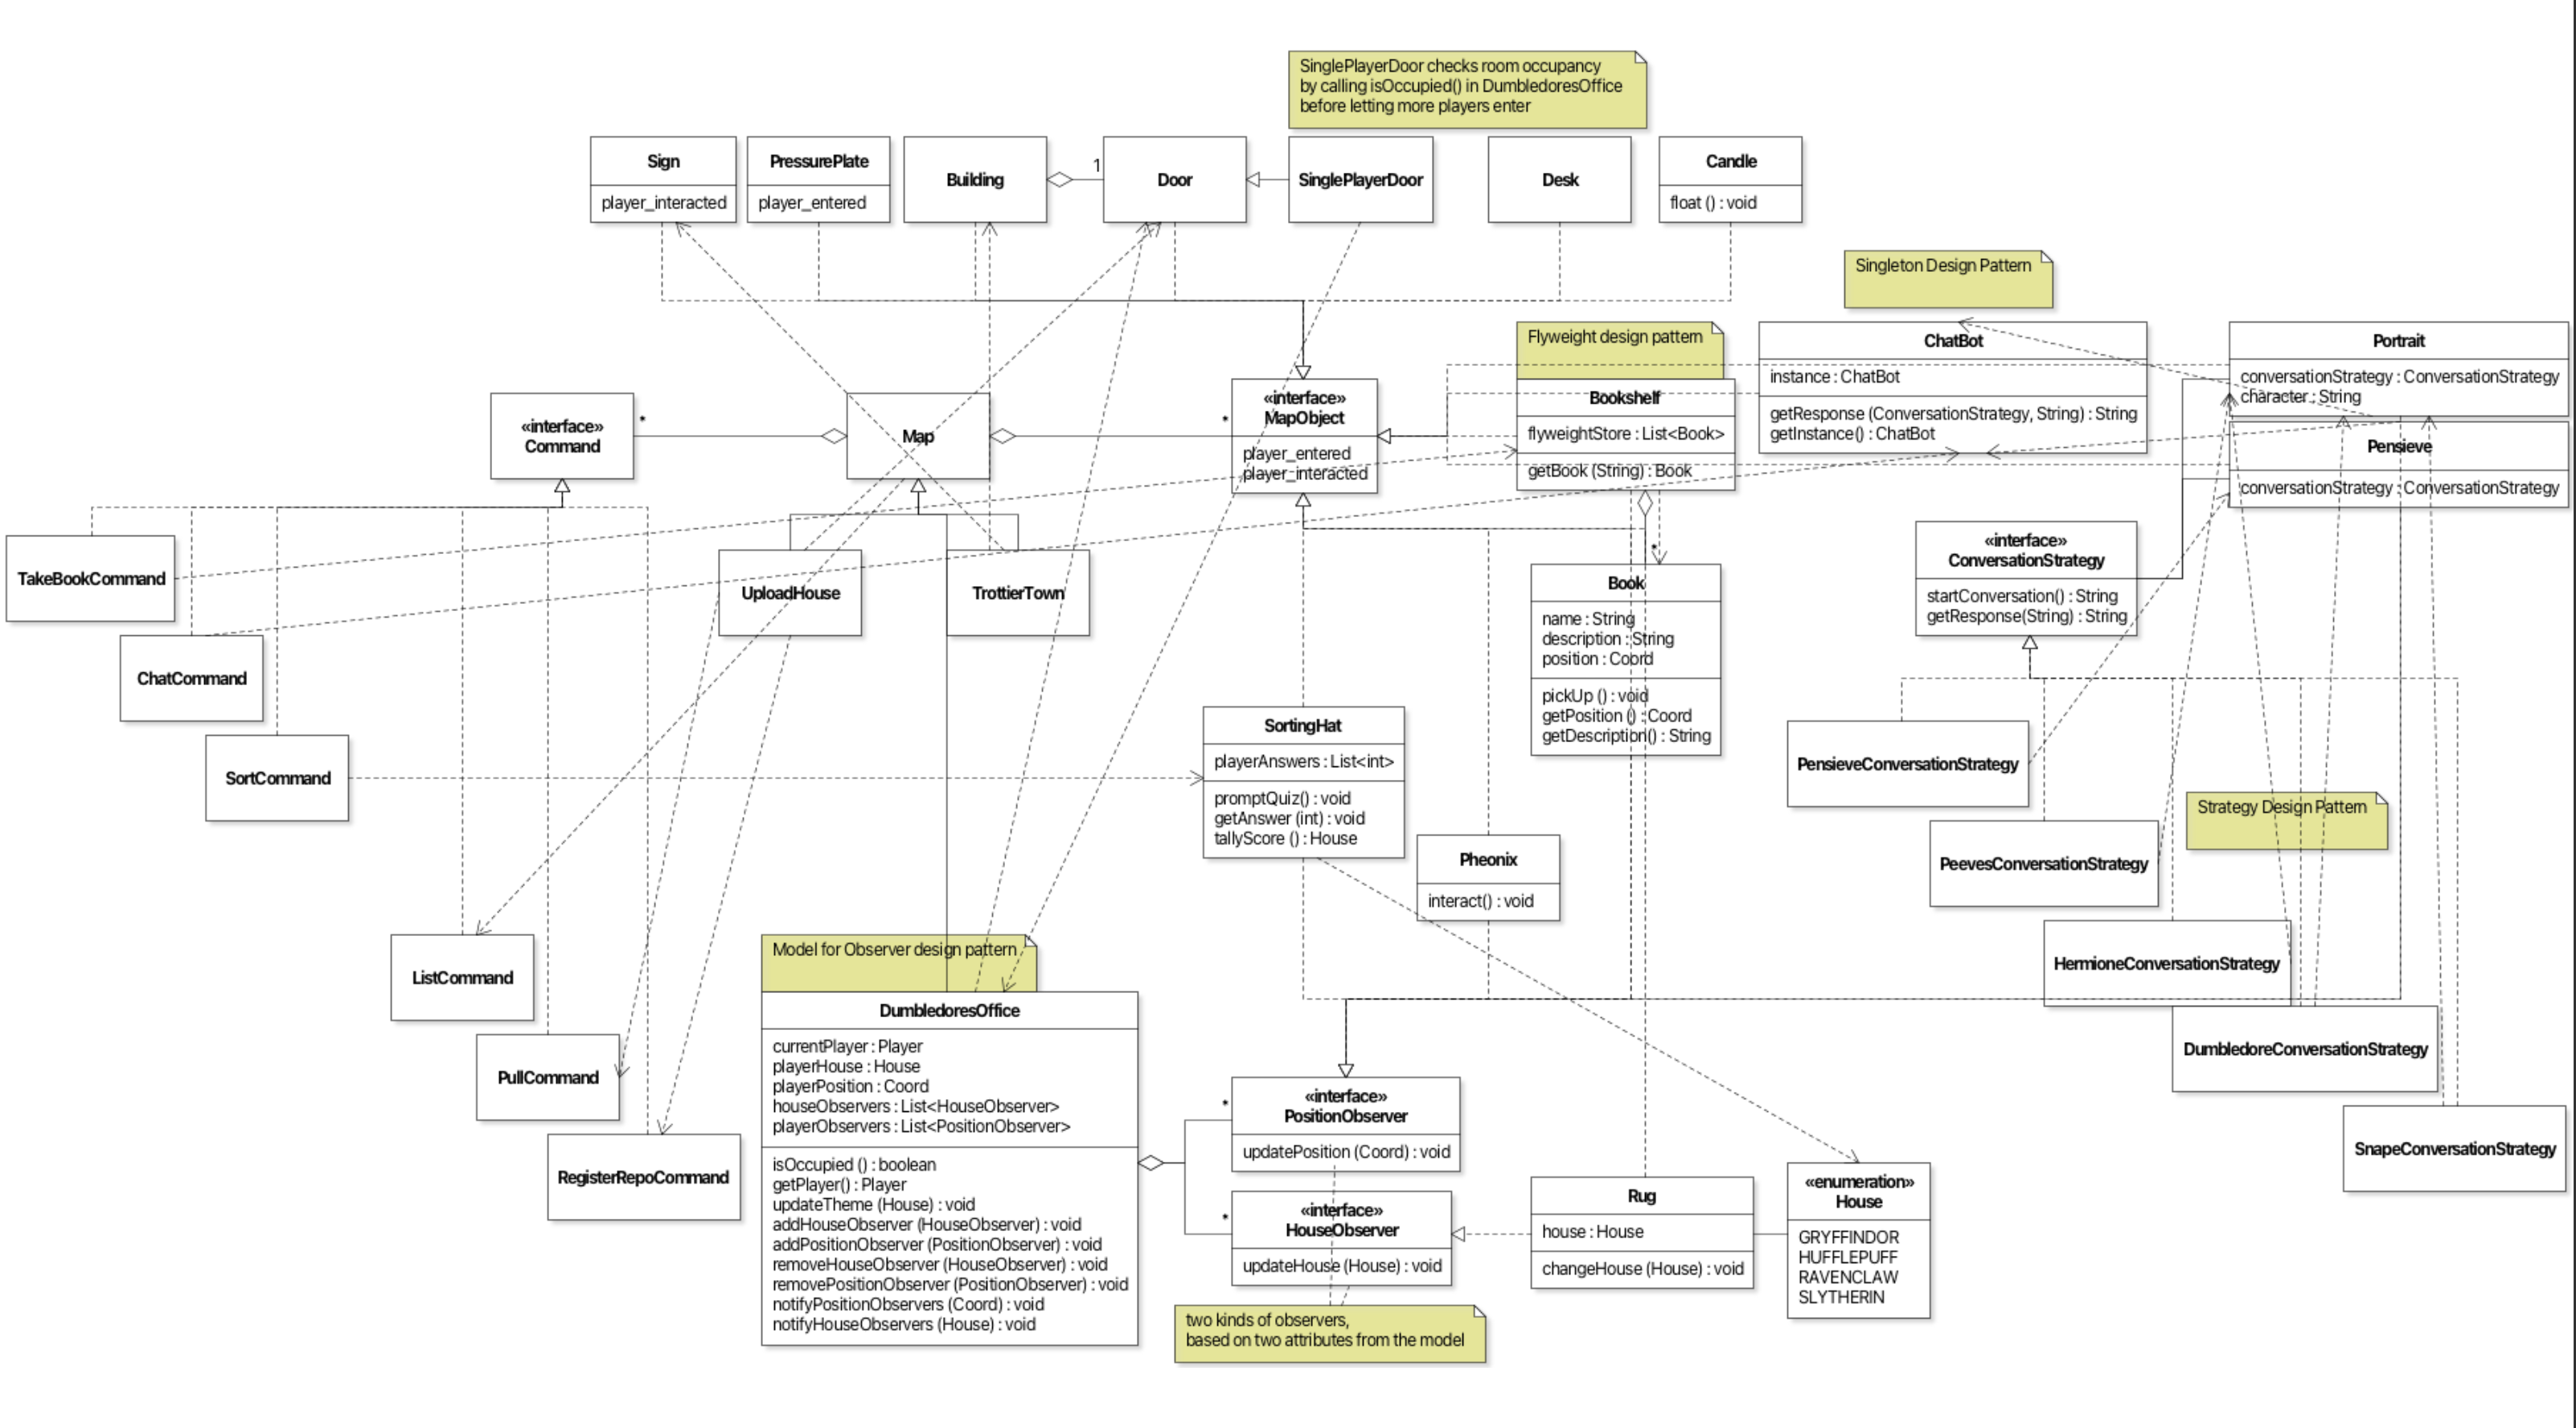 SinglePlayerDoor checks room occupancy
by calling isOccupied() in DumbledoresOffice
before letting more players enter
Sign
player_interacted
PressurePlate
player_entered
Building
1
Door
SinglePlayerDoor
Desk
Candle
float () : void
Singleton Design Pattern
Flyweight design pattern
ChatBot
instance : ChatBot
getResponse (ConversationStrategy, String) : String
getInstance() : ChatBot
Portrait
conversationStrategy : ConversationStrategy
character : String
Pensieve
conversationStrategy : ConversationStrategy
«interface»
Command
*
Map
*
«interface»
MapObject
player_entered
player_interacted
Bookshelf
flyweightStore : List<Book>
getBook (String) : Book
*
«interface»
ConversationStrategy
startConversation() : String
getResponse(String) : String
TakeBookCommand
UploadHouse
TrottierTown
Book
name : String
description : String
position : Coord
pickUp () : void
getPosition () : Coord
getDescription() : String
ChatCommand
SortCommand
SortingHat
playerAnswers : List<int>
promptQuiz() : void
getAnswer (int) : void
tallyScore () : House
PensieveConversationStrategy
Strategy Design Pattern
PeevesConversationStrategy
Pheonix
interact() : void
HermioneConversationStrategy
ListCommand
Model for Observer design pattern
DumbledoresOffice
currentPlayer : Player
playerHouse : House
playerPosition : Coord
houseObservers : List<HouseObserver>
playerObservers : List<PositionObserver>
isOccupied () : boolean
getPlayer() : Player
updateTheme (House) : void
addHouseObserver (HouseObserver) : void
addPositionObserver (PositionObserver) : void
removeHouseObserver (HouseObserver) : void
removePositionObserver (PositionObserver) : void
notifyPositionObservers (Coord) : void
notifyHouseObservers (House) : void
PullCommand
DumbledoreConversationStrategy
*
«interface»
PositionObserver
updatePosition (Coord) : void
RegisterRepoCommand
SnapeConversationStrategy
*
«interface»
HouseObserver
updateHouse (House) : void
Rug
house : House
changeHouse (House) : void
«enumeration»
House
GRYFFINDOR
HUFFLEPUFF
RAVENCLAW
SLYTHERIN
two kinds of observers,
based on two attributes from the model